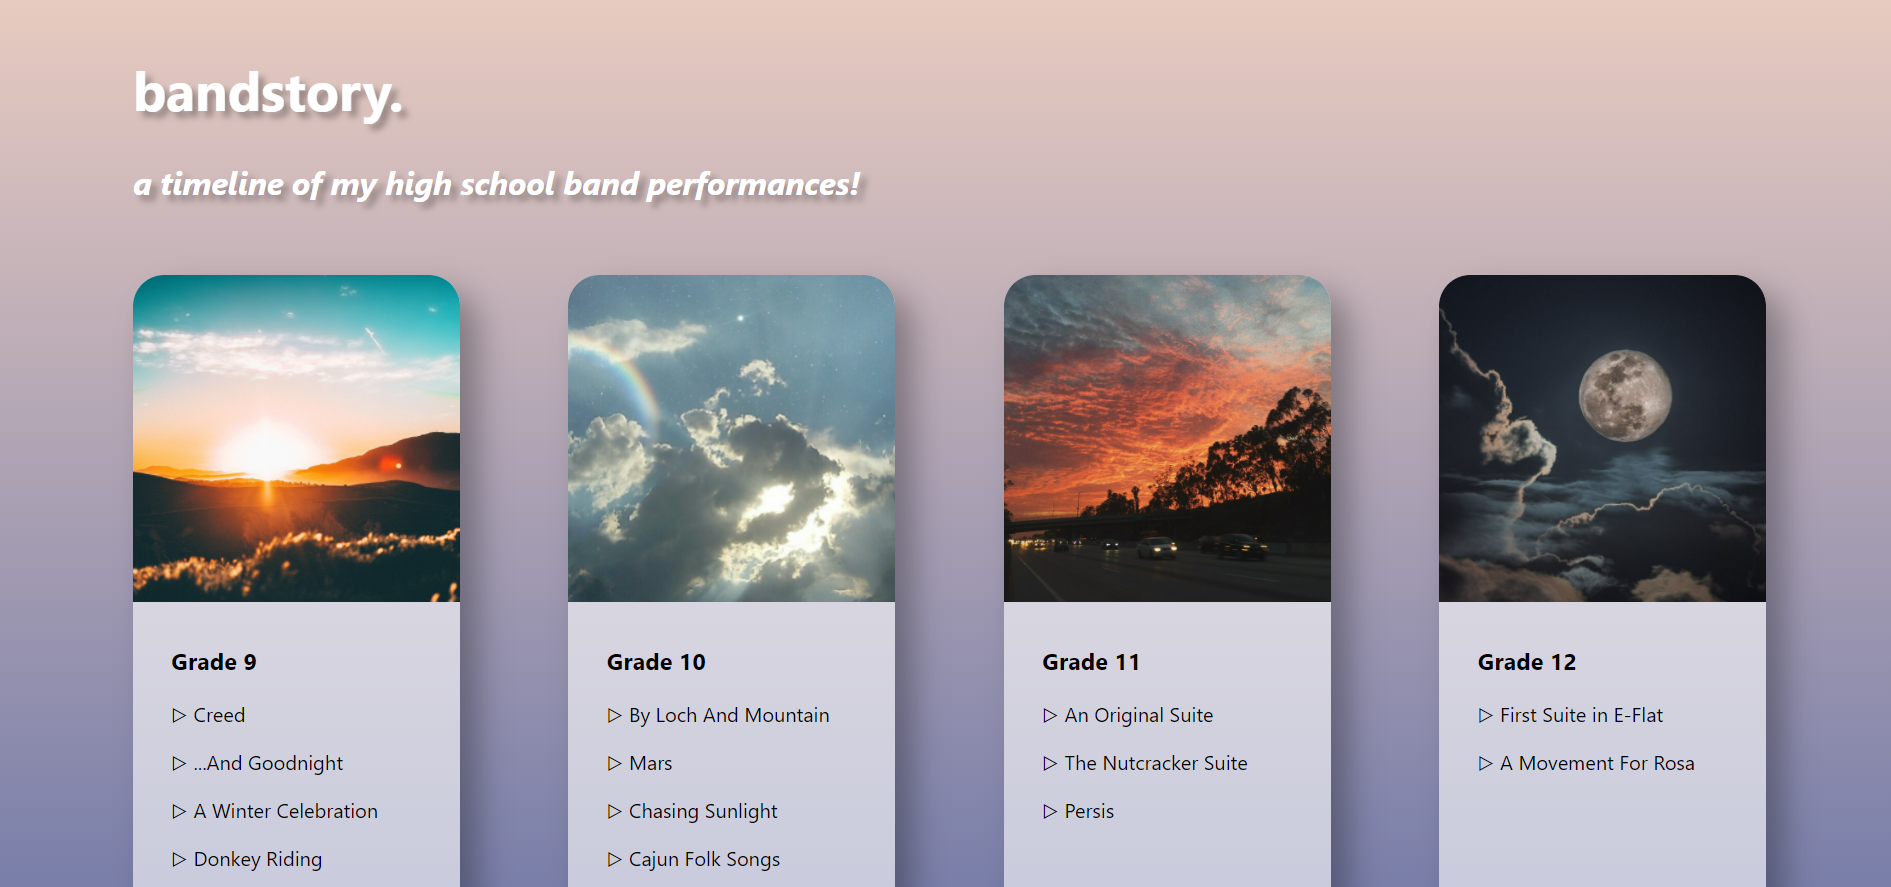 bandstory.
a timeline of my high school band performances!
Grade 9
▷ Creed
▷ ...And Goodnight
▷ A Winter Celebration
▷ Donkey Riding
Grade 10
▷ By Loch And Mountain
▷ Mars
▷ Chasing Sunlight
▷ Cajun Folk Songs
Grade 11
▷ An Original Suite
▷ The Nutcracker Suite
▷ Persis
Grade 12
▷ First Suite in E-Flat
▷ A Movement For Rosa